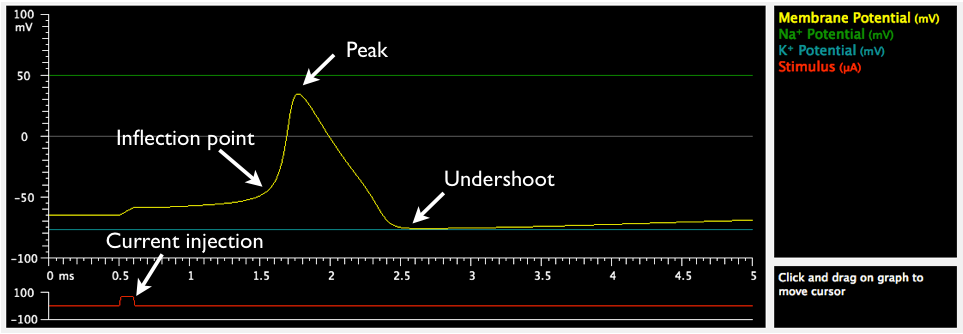 100
mV
50
0
-50
-100
Peak
Inflection point
Undershoot
Current injection
0 ms 0.5 1 1.5 2 2.5 3 3.5 4 4.5 5
100
-100
Membrane Potential (mV)
Na⁺ Potential (mV)
K⁺ Potential (mV)
Stimulus (μA)
Click and drag on graph to
move cursor